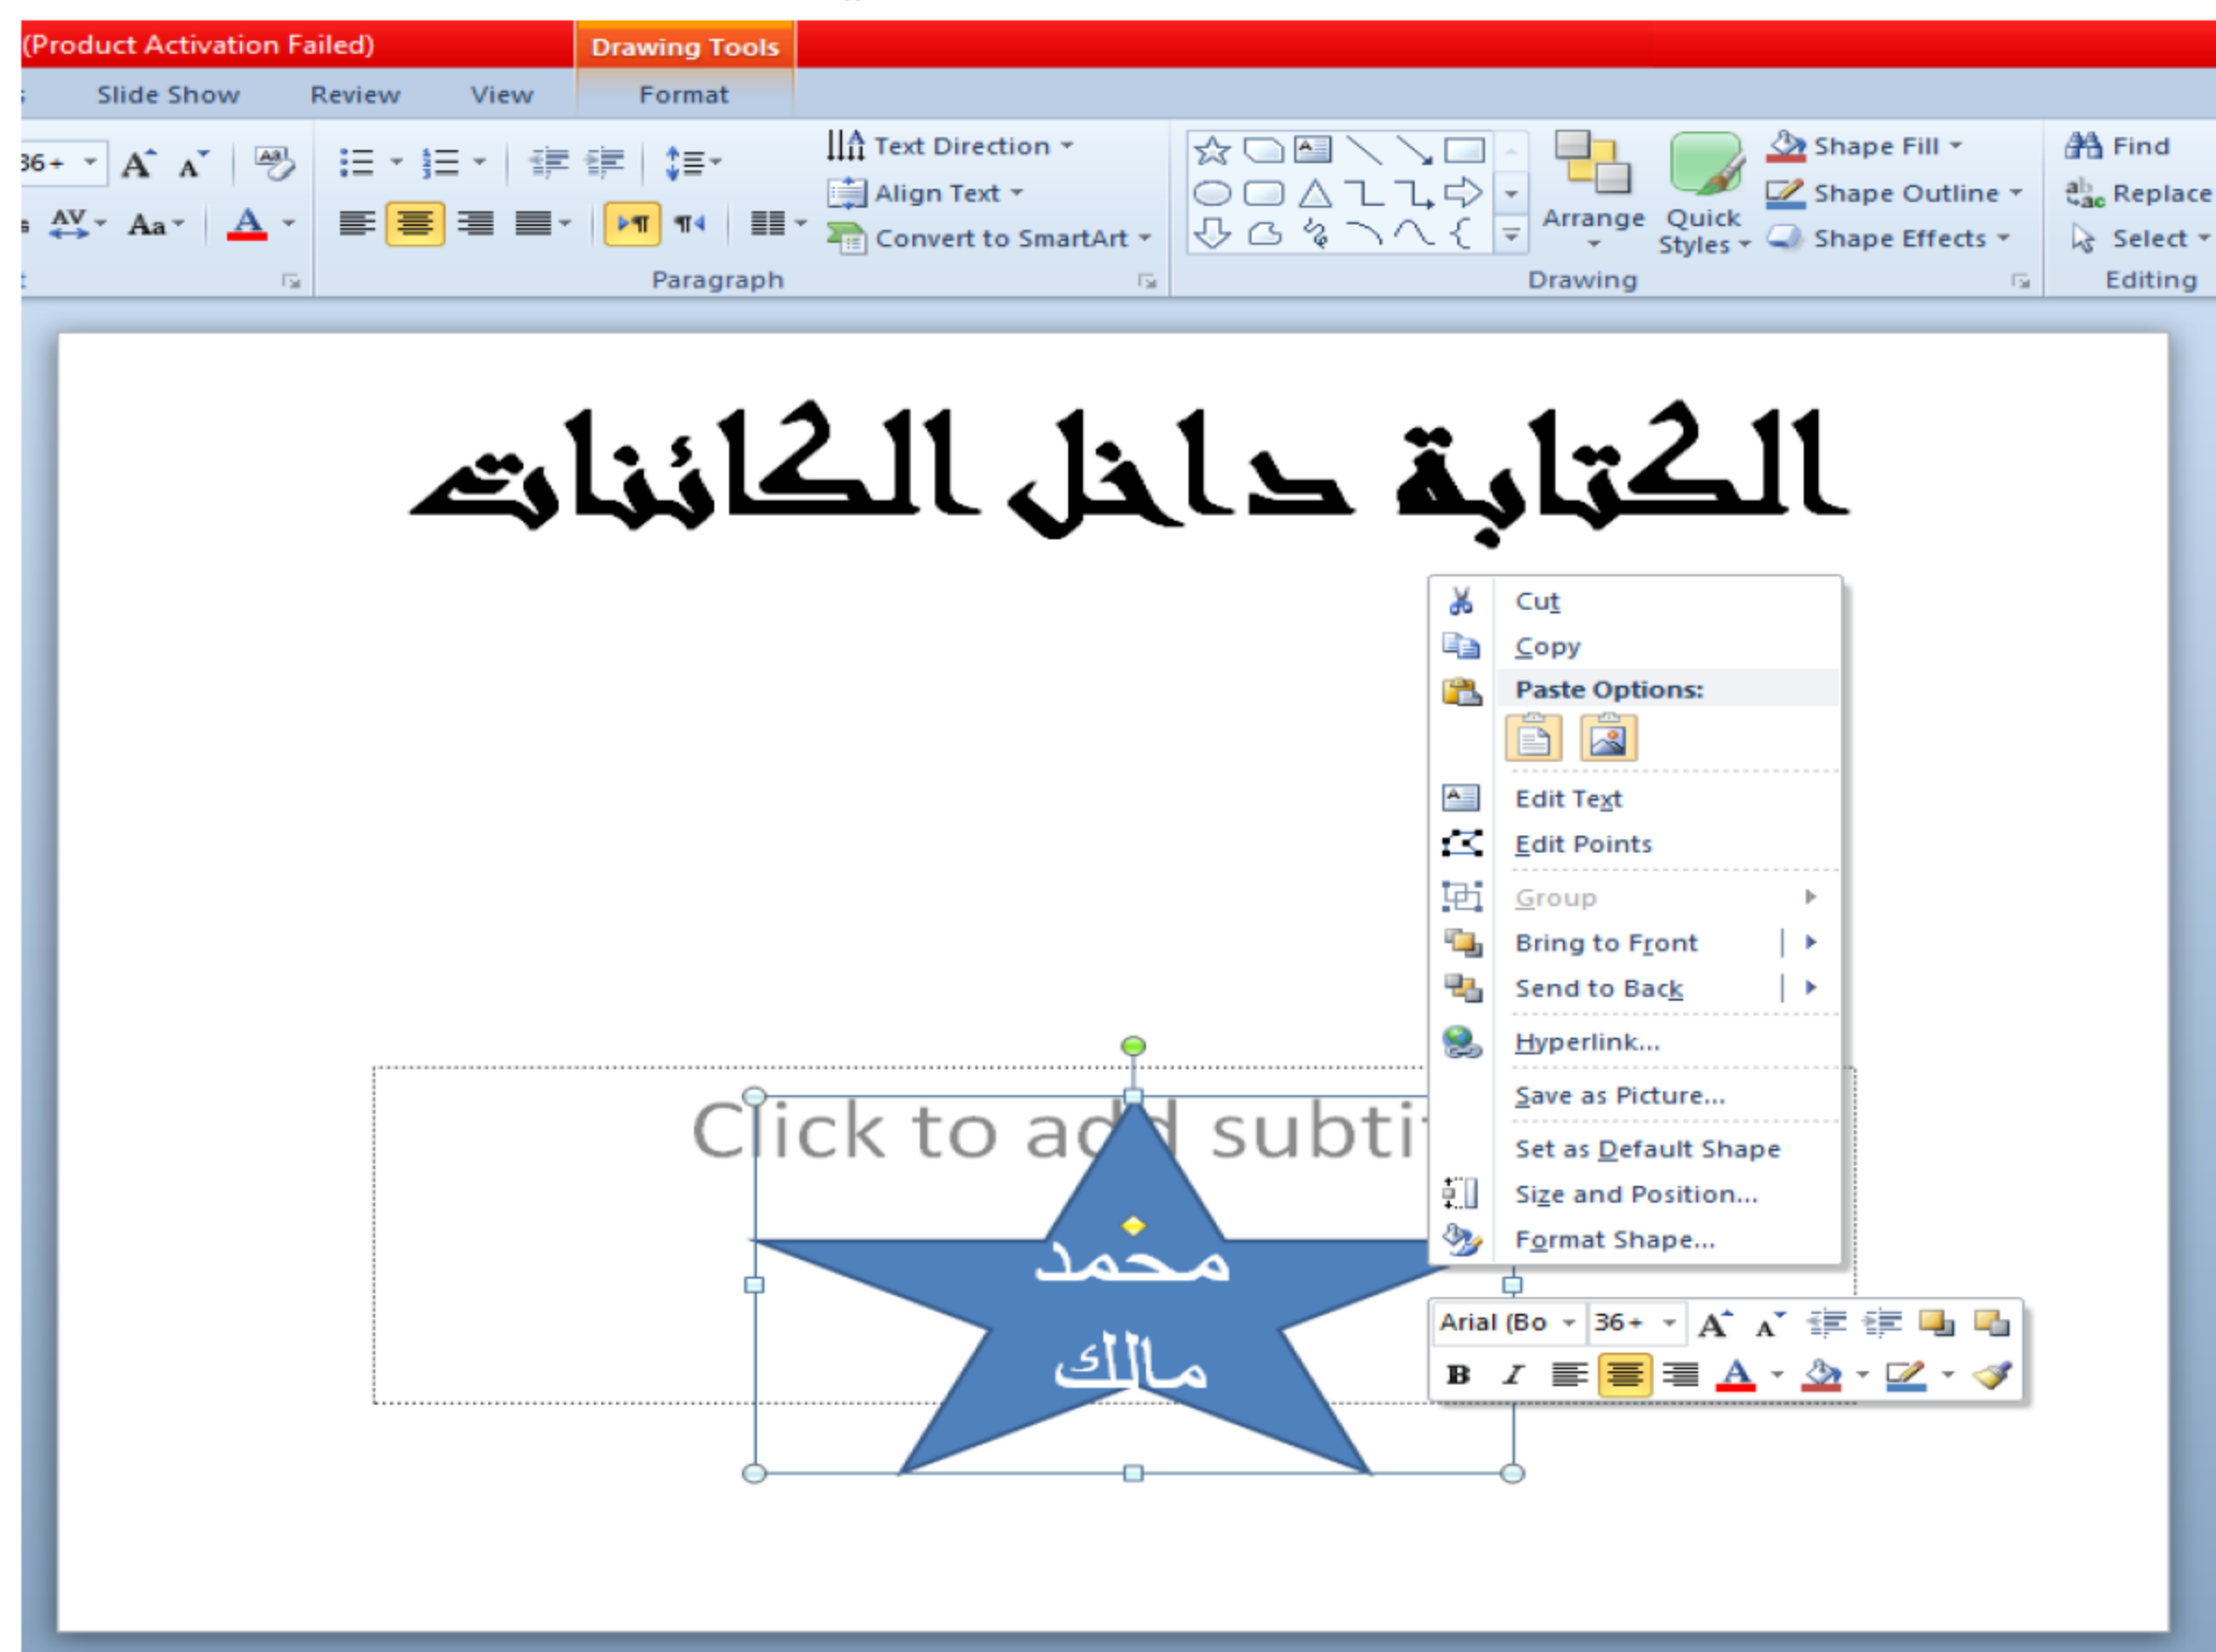 (Product Activation Failed) Drawing Tools
Slide Show Review View Format
36+ Aa Text Direction Shape Fill Find
Align Text Shape Outline Replace
Convert to SmartArt Arrange Quick Styles Shape Effects Select
Paragraph Drawing Editing
الكتابة داخل الكائنات
Cut
Copy
Paste Options:
Edit Text
Edit Points
Group
Bring to Front
Send to Back
Hyperlink...
Save as Picture...
Set as Default Shape
Size and Position...
Format Shape...
Click to add
محمد
مالك
Arial (Bo 36+ A A
B I A